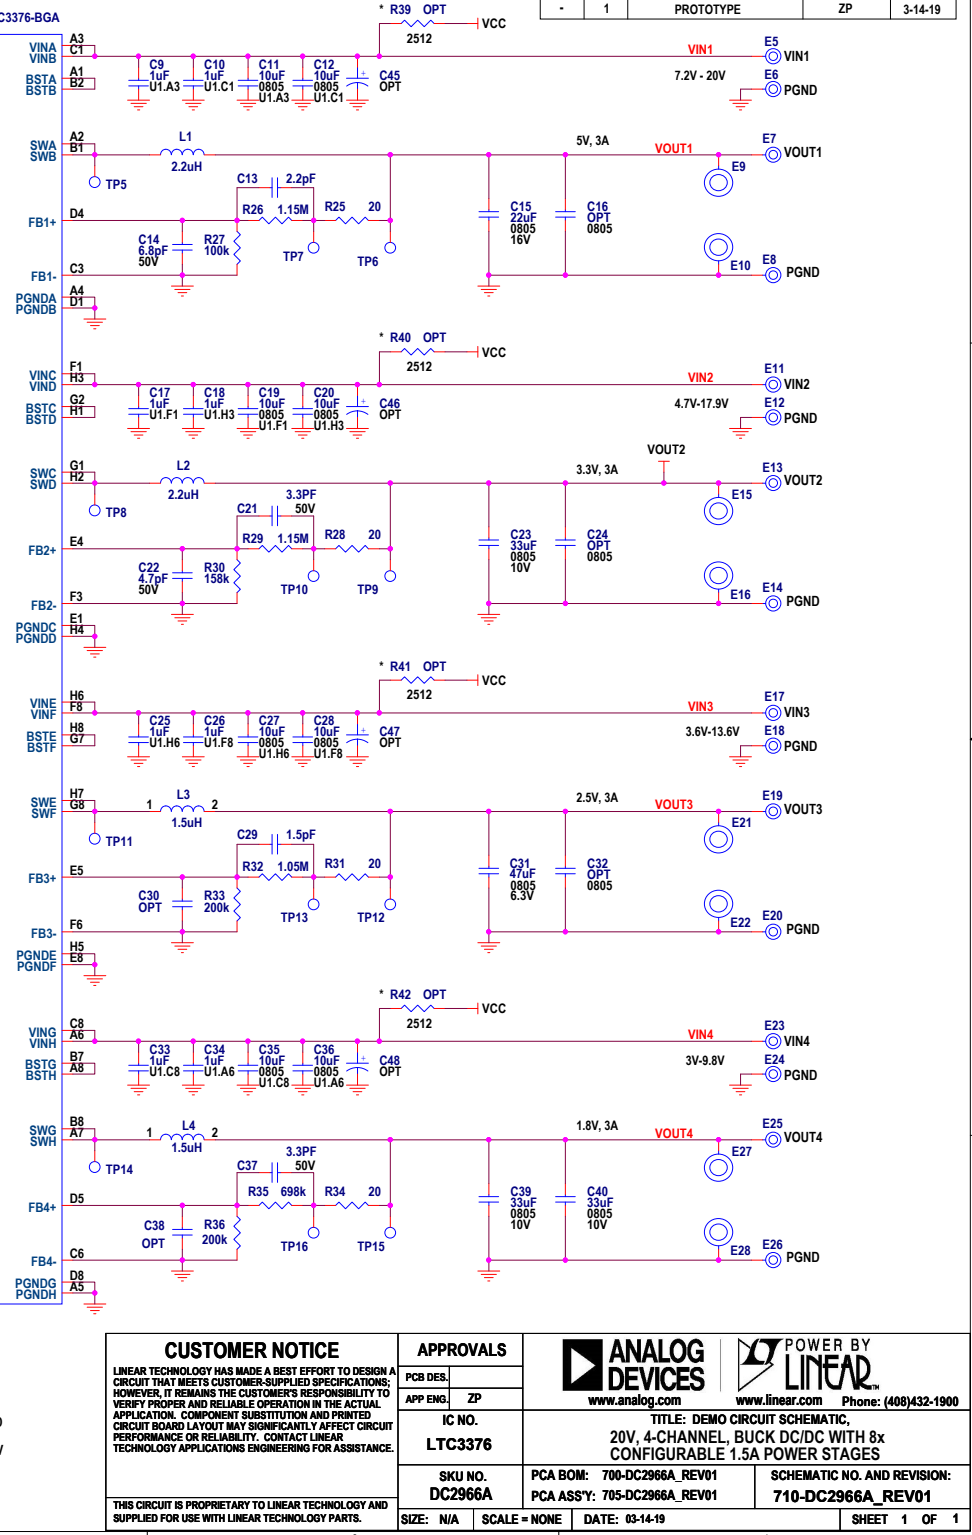 - 1 PROTOTYPE ZP 3-14-19
C3376-BGA
* R39 OPT
2512
VCC
VINA A3
VINB C1
VIN1
E5
VIN1
7.2V - 20V
E6
PGND
BSTA A1
BSTB B2
C9
1uF
U1.A3
C10
1uF
U1.C1
C11
10uF
0805
U1.A3
C12
10uF
0805
U1.C1
C45
OPT
+
SWA A2
SWB B1
L1
2.2uH
5V, 3A
VOUT1
E7
VOUT1
E9
TP5
C13 2.2pF
FB1+ D4
R26 1.15M
R25 20
C14
6.8pF
50V
R27
100k
TP7
TP6
C15
22uF
0805
16V
C16
OPT
0805
FB1- C3
E10
E8
PGND
PGNDA A4
PGNDB D1
* R40 OPT
2512
VCC
VINC F1
VIND H3
VIN2
E11
VIN2
4.7V-17.9V
E12
PGND
BSTC G2
BSTD H1
C17
1uF
U1.F1
C18
1uF
U1.H3
C19
10uF
0805
U1.F1
C20
10uF
0805
U1.H3
C46
OPT
+
VOUT2
SWC G1
SWD H2
L2
2.2uH
3.3V, 3A
E13
VOUT2
E15
TP8
3.3PF
C21 50V
FB2+ E4
R29 1.15M
R28 20
C22
4.7pF
50V
R30
158k
TP10
TP9
C23
33uF
0805
10V
C24
OPT
0805
FB2- F3
E16
E14
PGND
PGNDC E1
PGNDD H4
* R41 OPT
2512
VCC
VINE H6
VINF F8
VIN3
E17
VIN3
3.6V-13.6V
E18
PGND
BSTE H8
BSTF G7
C25
1uF
U1.H6
C26
1uF
U1.F8
C27
10uF
0805
U1.H6
C28
10uF
0805
U1.F8
C47
OPT
+
SWE H7
SWF G8
1 L3 2
1.5uH
2.5V, 3A
VOUT3
E19
VOUT3
E21
TP11
C29 1.5pF
FB3+ E5
R32 1.05M
R31 20
C30
OPT
R33
200k
TP13
TP12
C31
47uF
0805
6.3V
C32
OPT
0805
FB3- F6
E22
E20
PGND
PGNDE H5
PGNDF E8
* R42 OPT
2512
VCC
VING C8
VINH A6
VIN4
E23
VIN4
3V-9.8V
E24
PGND
BSTG B7
BSTH A8
C33
1uF
U1.C8
C34
1uF
U1.A6
C35
10uF
0805
U1.C8
C36
10uF
0805
U1.A6
C48
OPT
+
SWG B8
SWH A7
1 L4 2
1.5uH
1.8V, 3A
VOUT4
E25
VOUT4
E27
TP14
3.3PF
C37 50V
FB4+ D5
R35 698k
R34 20
C38
OPT
R36
200k
TP16
TP15
C39
33uF
0805
10V
C40
33uF
0805
10V
FB4- C6
E28
E26
PGND
PGNDG D8
PGNDH A5
CUSTOMER NOTICE
LINEAR TECHNOLOGY HAS MADE A BEST EFFORT TO DESIGN A
CIRCUIT THAT MEETS CUSTOMER-SUPPLIED SPECIFICATIONS;
HOWEVER, IT REMAINS THE CUSTOMER'S RESPONSIBILITY TO
VERIFY PROPER AND RELIABLE OPERATION IN THE ACTUAL
APPLICATION. COMPONENT SUBSTITUTION AND PRINTED
CIRCUIT BOARD LAYOUT MAY SIGNIFICANTLY AFFECT CIRCUIT
PERFORMANCE OR RELIABILITY. CONTACT LINEAR
TECHNOLOGY APPLICATIONS ENGINEERING FOR ASSISTANCE.
THIS CIRCUIT IS PROPRIETARY TO LINEAR TECHNOLOGY AND
SUPPLIED FOR USE WITH LINEAR TECHNOLOGY PARTS.
APPROVALS
PCB DES.
APP ENG. ZP
IC NO.
LTC3376
SKU NO.
DC2966A
SIZE: N/A
SCALE = NONE
ANALOG
DEVICES
www.analog.com
POWER BY
LINEAR™
www.linear.com
Phone: (408)432-1900
TITLE: DEMO CIRCUIT SCHEMATIC,
20V, 4-CHANNEL, BUCK DC/DC WITH 8x
CONFIGURABLE 1.5A POWER STAGES
PCA BOM: 700-DC2966A_REV01
PCA ASS'Y: 705-DC2966A_REV01
SCHEMATIC NO. AND REVISION:
710-DC2966A_REV01
DATE: 03-14-19
SHEET 1 OF 1